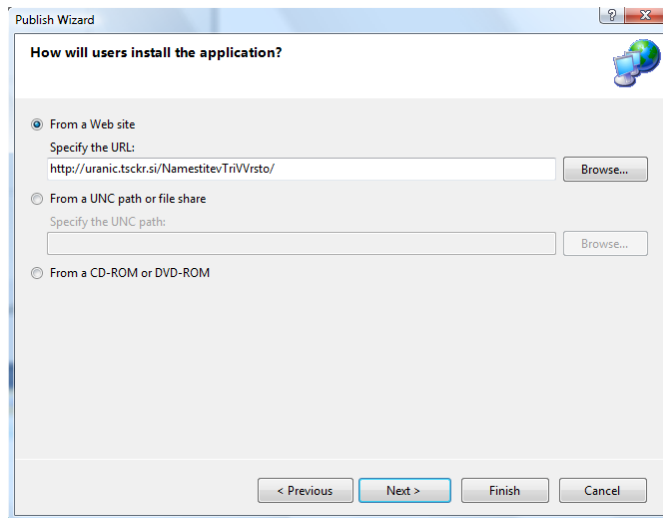 Publish Wizard
How will users install the application?
From a Web site
Specify the URL:
http://uranic.tsckr.si/NamestitevTriVVrsto/
Browse...
From a UNC path or file share
Specify the UNC path:
Browse...
From a CD-ROM or DVD-ROM
< Previous
Next >
Finish
Cancel